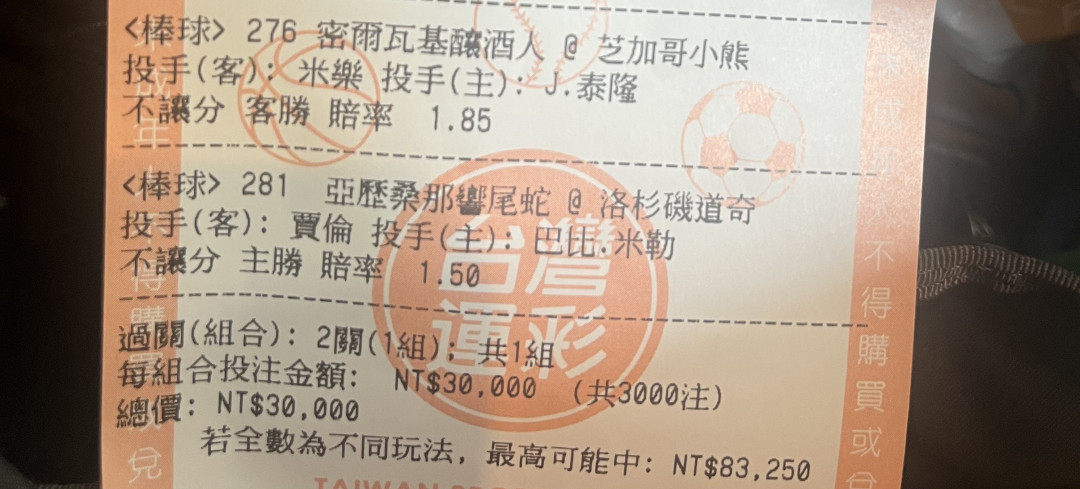 <棒球> 276 密爾瓦基釀酒人 @ 芝加哥小熊
投手(客): 米樂 投手(主): J.泰隆
不讓分 客勝 賠率 1.85
<棒球> 281 亞歷桑那響尾蛇 @ 洛杉磯道奇
投手(客): 賈倫 投手(主): 巴比.米勒
不讓分 主勝 賠率 1.50
過關(組合): 2關(1組); 共1組
每組合投注金額: NT$30,000 (共3000注)
總價: NT$30,000
若全數為不同玩法, 最高可能中: NT$83,250
台灣
運彩
不得購買或